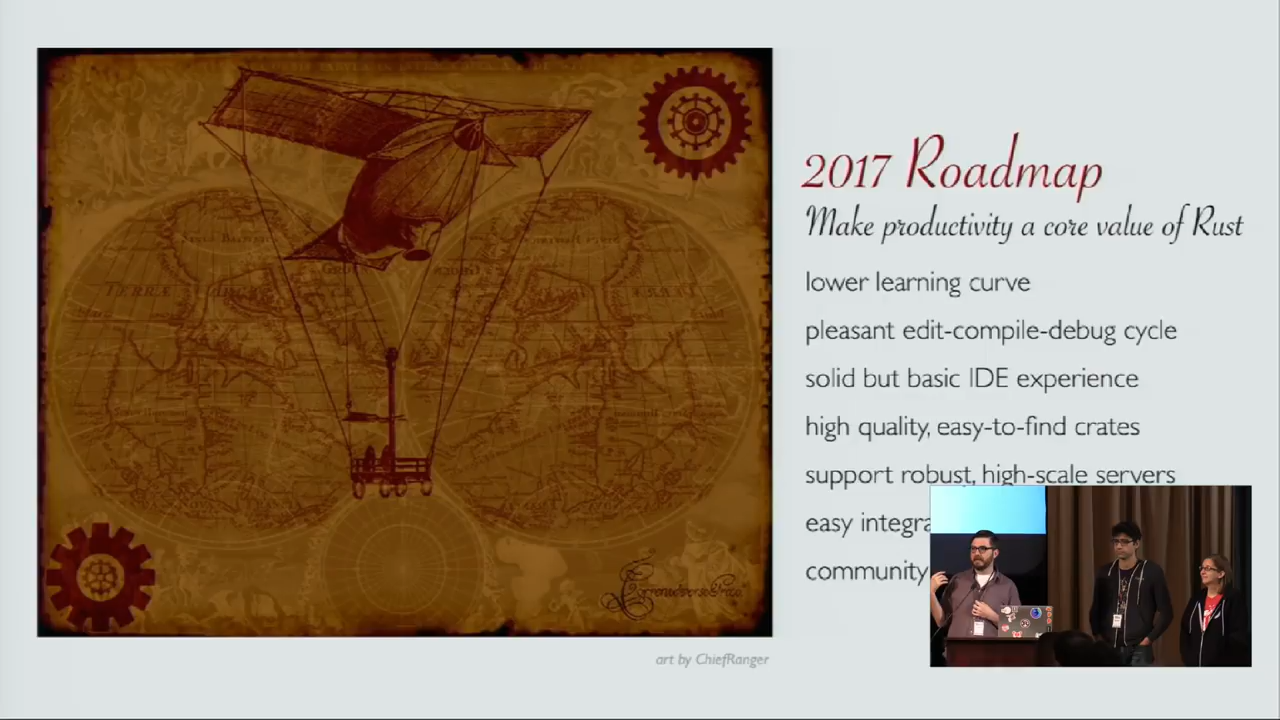 2017 Roadmap
Make productivity a core value of Rust
lower learning curve
pleasant edit-compile-debug cycle
solid but basic IDE experience
high quality, easy-to-find crates
support robust, high-scale servers
easy
community
art by ChiefRanger